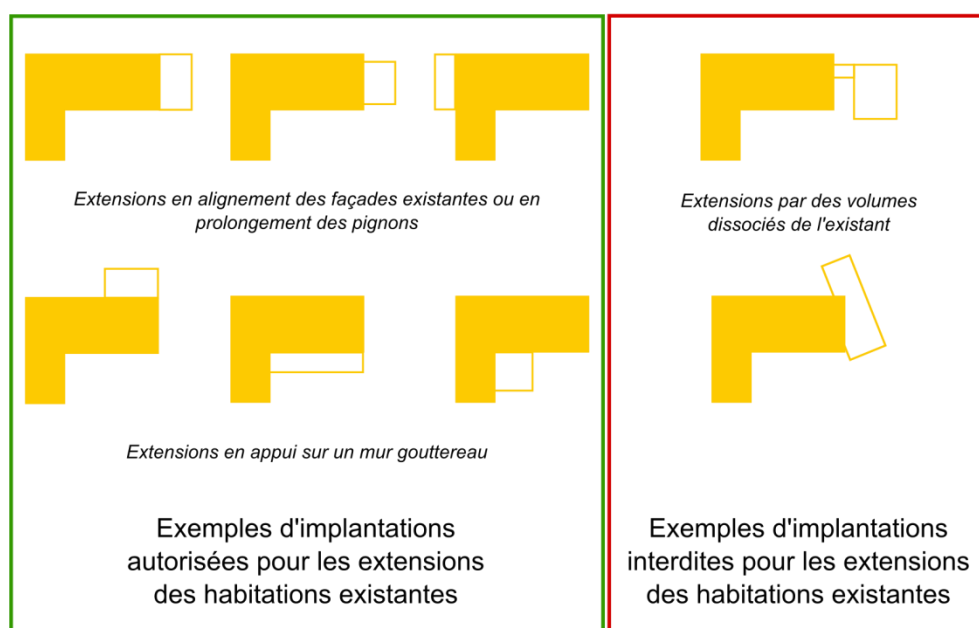 Extensions en alignement des façades existantes ou en
prolongement des pignons
Extensions en appui sur un mur gouttereau
Exemples d'implantations
autorisées pour les extensions
des habitations existantes
Extensions par des volumes
dissociés de l'existant
Exemples d'implantations
interdites pour les extensions
des habitations existantes